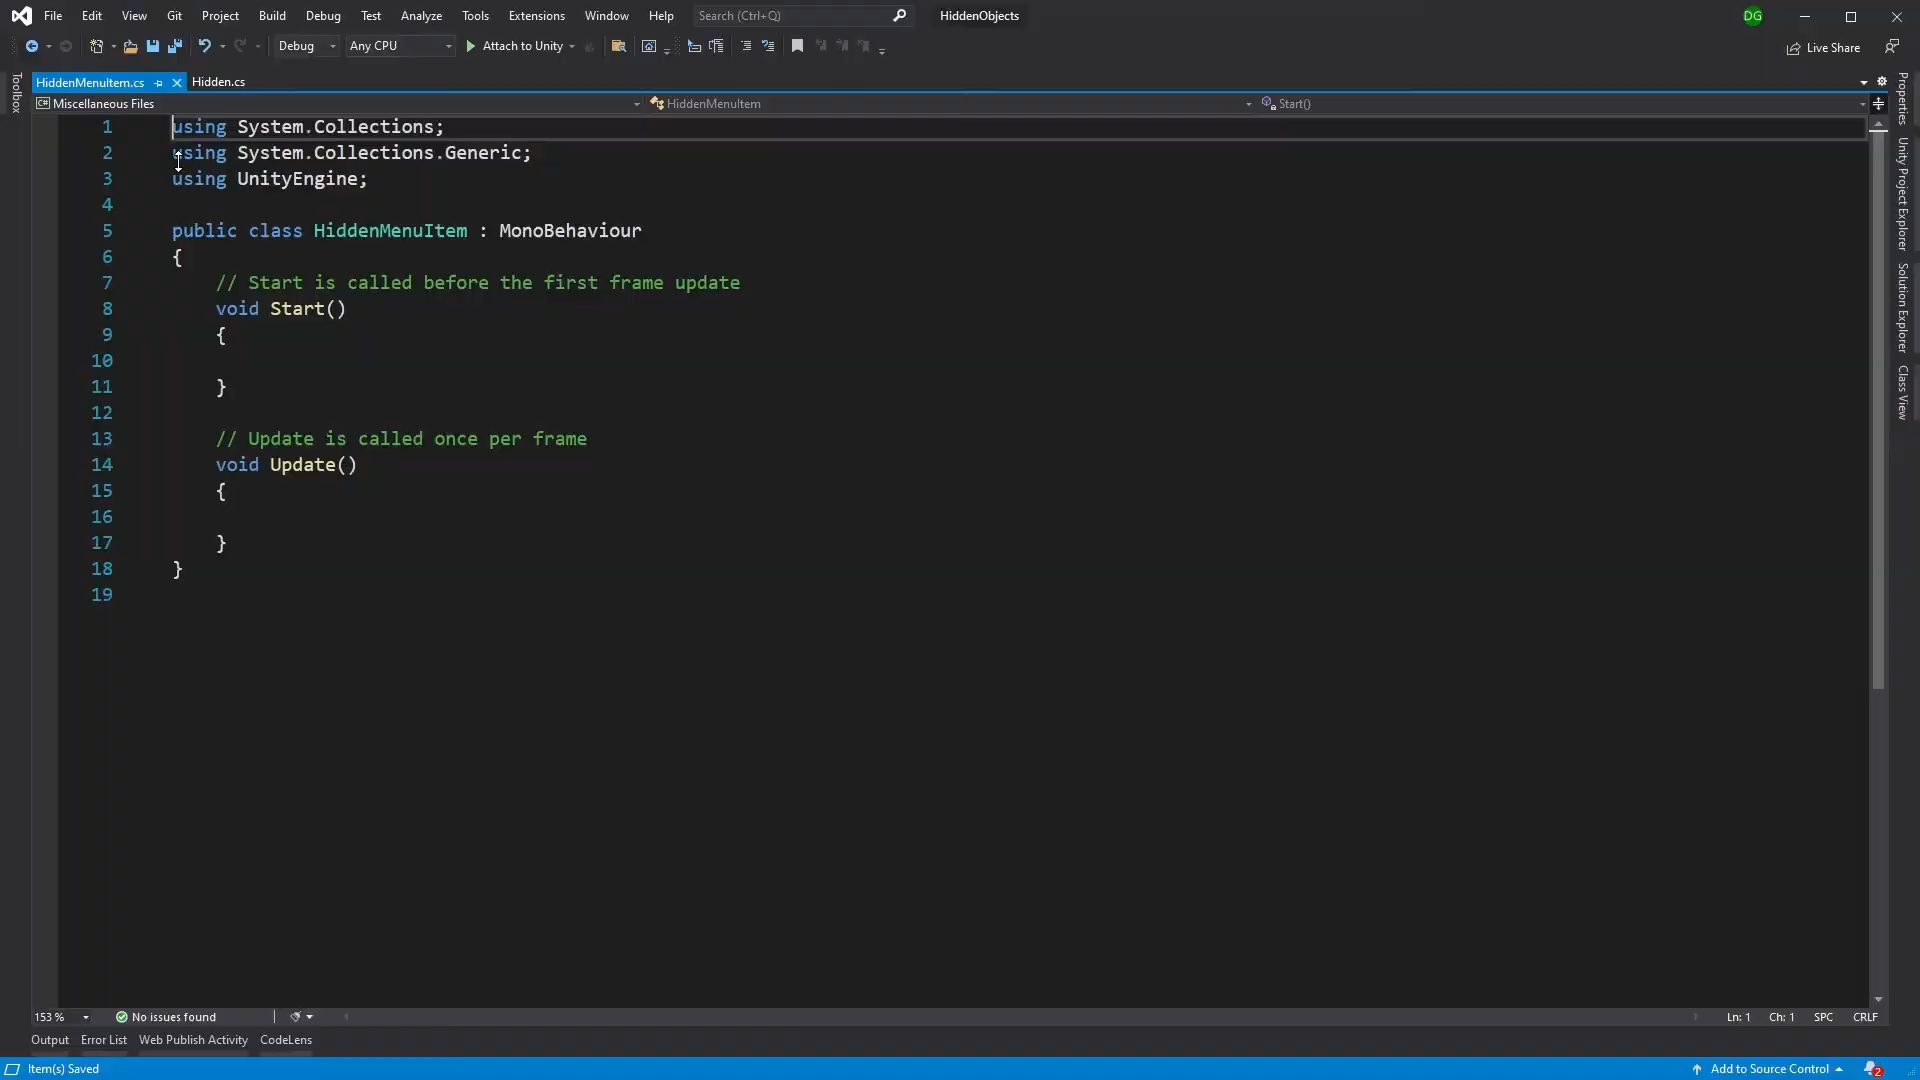 File Edit View Git Project Build Debug Test Analyze Tools Extensions Window Help Search (Ctrl+Q) HiddenObjects DG
Debug Any CPU Attach to Unity Live Share
HiddenMenuItem.cs Hidden.cs
Miscellaneous Files HiddenMenuItem Start()
Toolbox
Properties
Unity Project Explorer
Solution Explorer
Class View
1 using System.Collections;
2 using System.Collections.Generic;
3 using UnityEngine;
4
5 public class HiddenMenuItem : MonoBehaviour
6 {
7 // Start is called before the first frame update
8 void Start()
9 {
10
11 }
12
13 // Update is called once per frame
14 void Update()
15 {
16
17 }
18 }
19
153 % No issues found Ln: 1 Ch: 1 SPC CRLF
Output Error List Web Publish Activity CodeLens
Item(s) Saved Add to Source Control 2